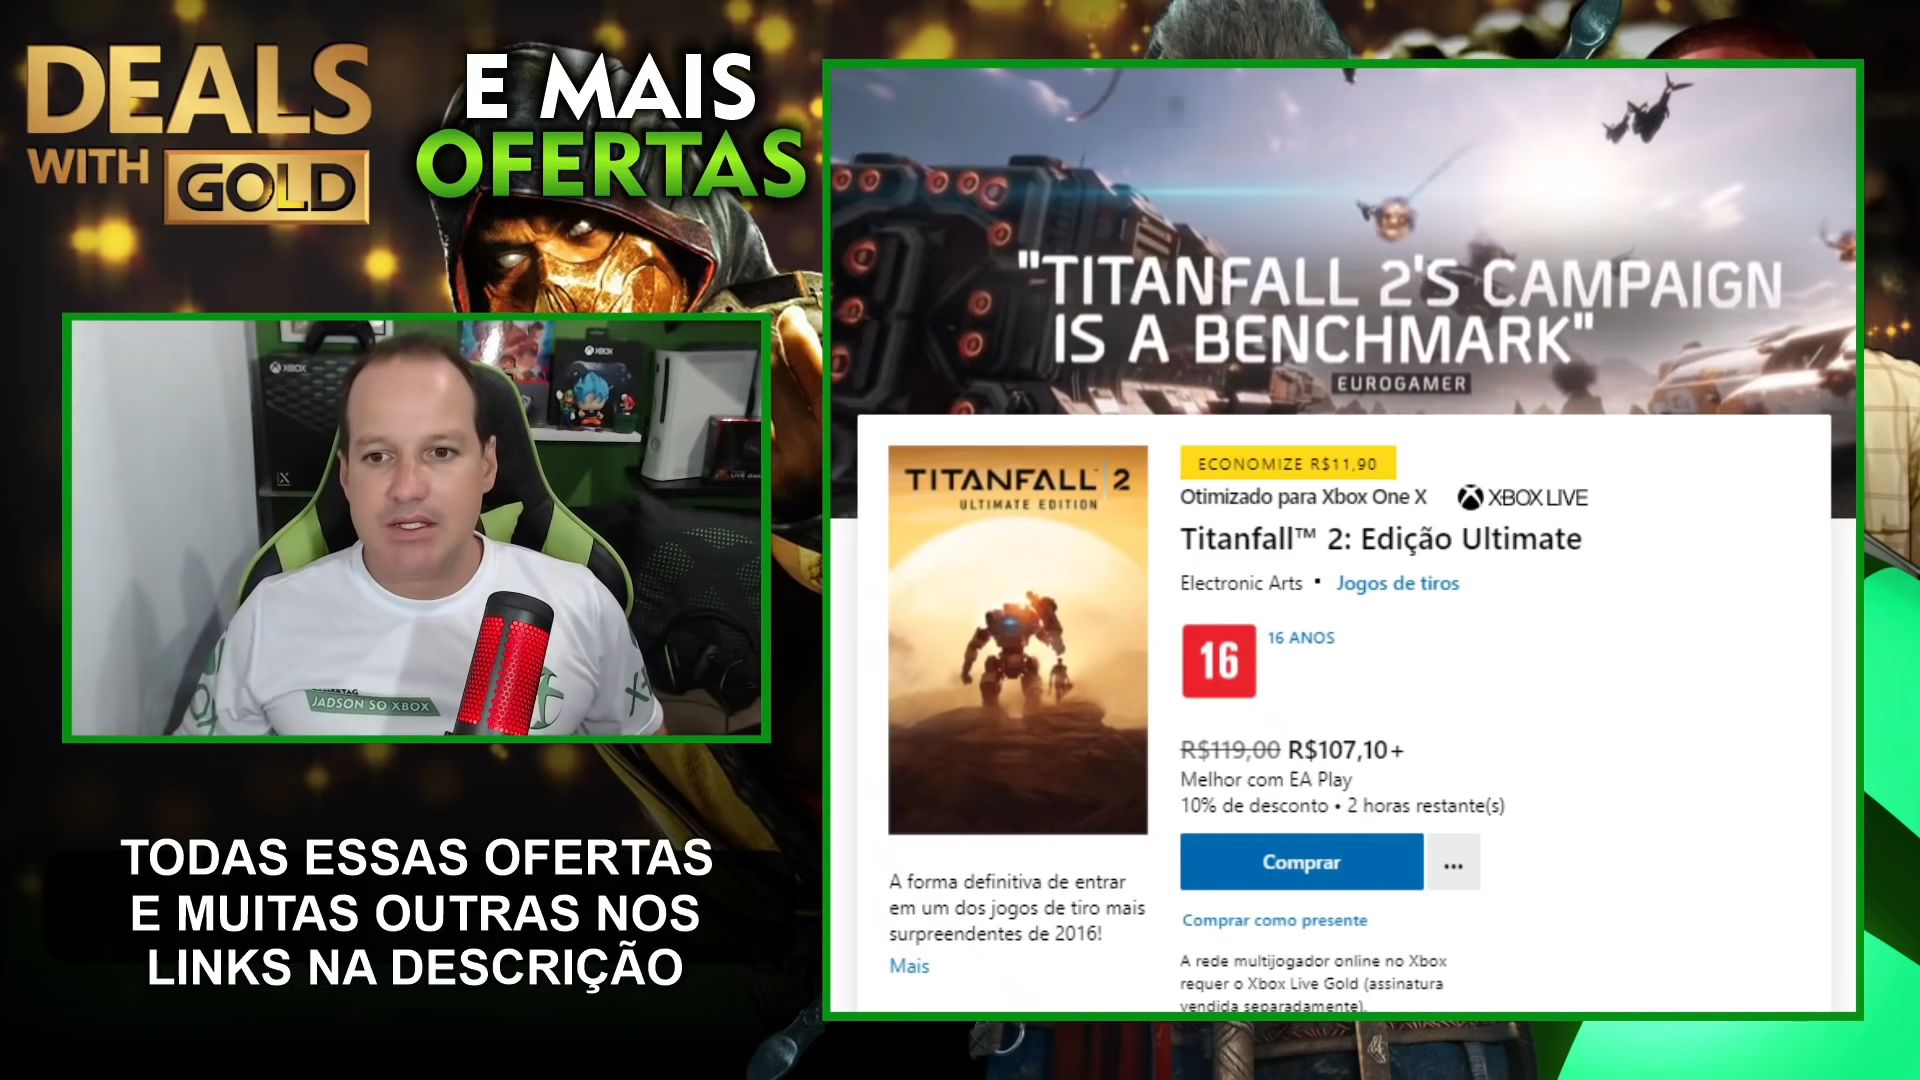 DEALS
WITH GOLD
E MAIS
OFERTAS
XBOX
XBOX
X
JADSON SO XBOX
"TITANFALL 2'S CAMPAIGN
IS A BENCHMARK"
EUROGAMER
TITANFALL 2
ULTIMATE EDITION
ECONOMIZE R$11,90
Otimizado para Xbox One X XBOX LIVE
Titanfall™ 2: Edição Ultimate
Electronic Arts • Jogos de tiros
16 16 ANOS
R$119,00 R$107,10+
Melhor com EA Play
10% de desconto • 2 horas restante(s)
Comprar ...
Comprar como presente
A rede multijogador online no Xbox
requer o Xbox Live Gold (assinatura
vendida separadamente).
A forma definitiva de entrar
em um dos jogos de tiro mais
surpreendentes de 2016!
Mais
TODAS ESSAS OFERTAS
E MUITAS OUTRAS NOS
LINKS NA DESCRIÇÃO